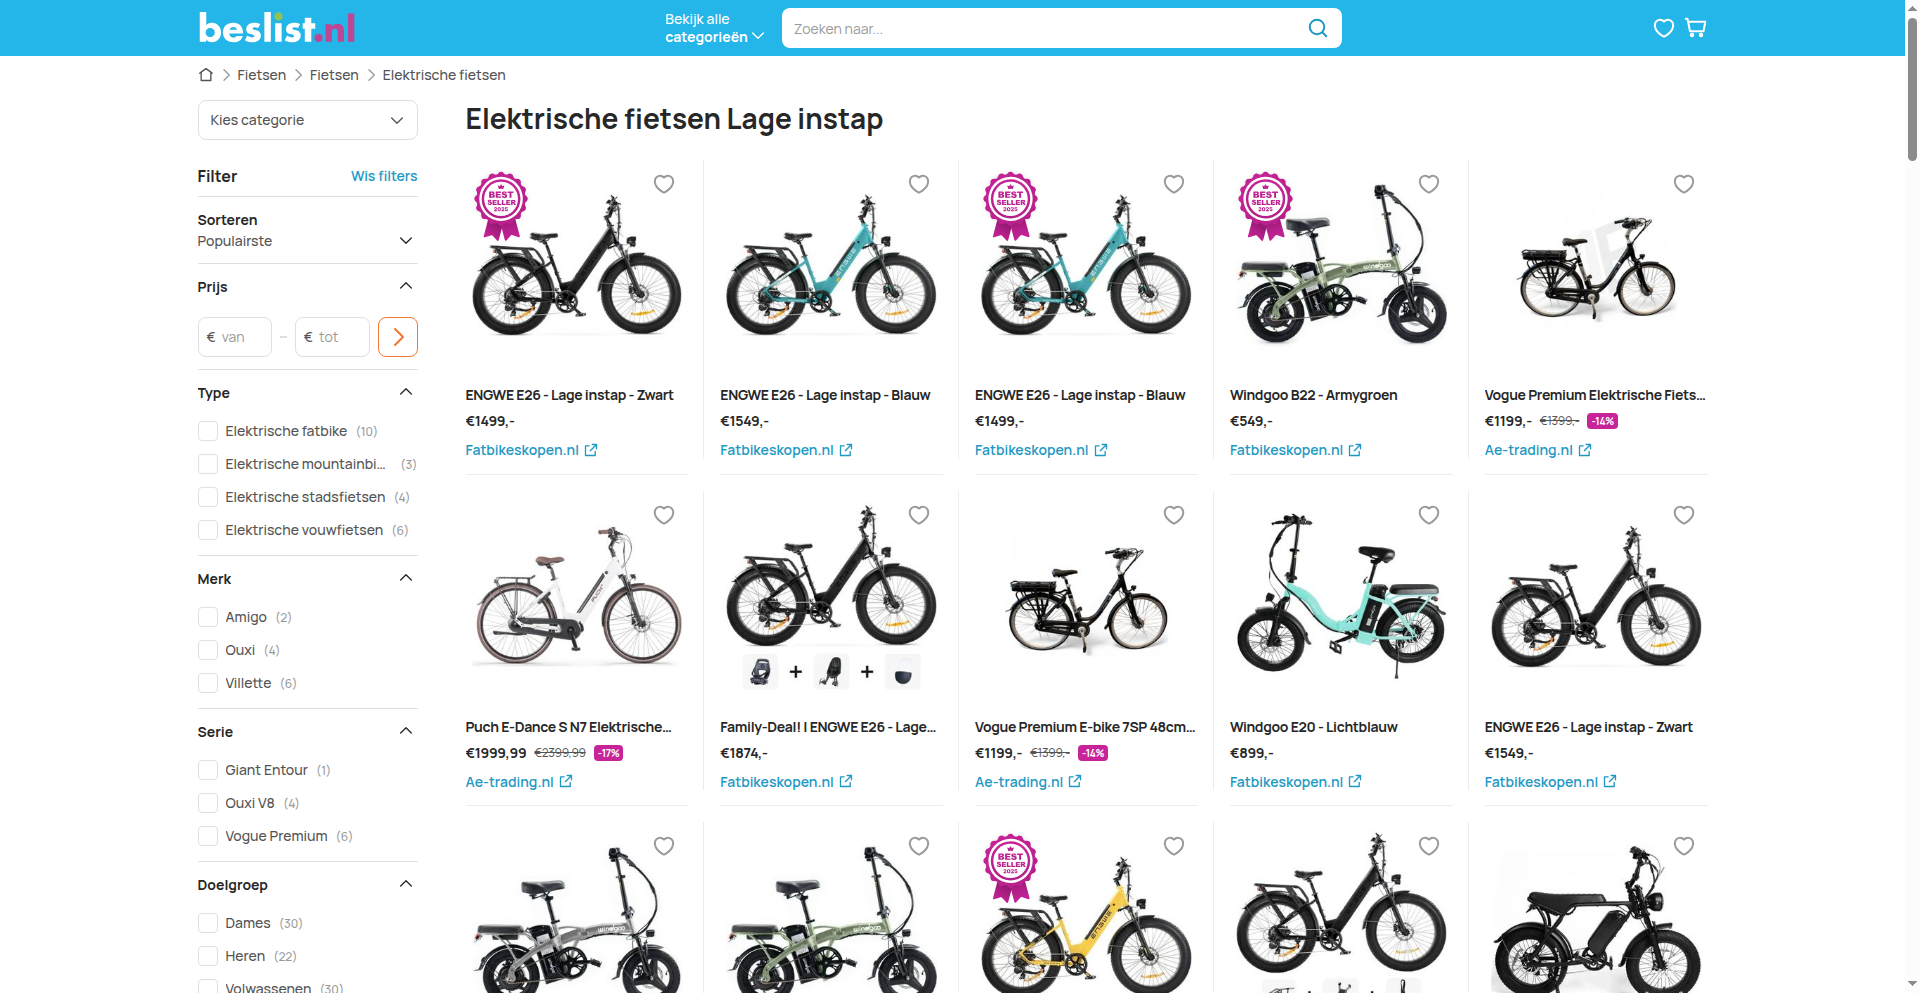 beslist.nl
Bekijk alle
categorieën
Zoeken naar...
Fietsen
Fietsen
Elektrische fietsen
Kies categorie
Elektrische fietsen Lage instap
Filter
Wis filters
Sorteren
Populairste
Prijs
€ van
–
€ tot
Type
Elektrische fatbike (10)
Elektrische mountainbi... (3)
Elektrische stadsfietsen (4)
Elektrische vouwfietsen (6)
Merk
Amigo (2)
Ouxi (4)
Villette (6)
Serie
Giant Entour (1)
Ouxi V8 (4)
Vogue Premium (6)
Doelgroep
Dames (30)
Heren (22)
Volwassenen (30)
BEST
SELLER
2025
ENGWE E26 - Lage instap - Zwart
€1499,-
Fatbikeskopen.nl
ENGWE
ENGWE E26 - Lage instap - Blauw
€1549,-
Fatbikeskopen.nl
BEST
SELLER
2025
ENGWE
ENGWE E26 - Lage instap - Blauw
€1499,-
Fatbikeskopen.nl
BEST
SELLER
2025
windgoo
Windgoo B22 - Armygroen
€549,-
Fatbikeskopen.nl
Vogue Premium Elektrische Fiets...
€1199,- €1399,- -14%
Ae-trading.nl
PUCH
Puch E-Dance S N7 Elektrische...
€1999,99 €2399,99 -17%
Ae-trading.nl
+ +
Family-Deal! | ENGWE E26 - Lage...
€1874,-
Fatbikeskopen.nl
Vogue Premium E-bike 7SP 48cm...
€1199,- €1399,- -14%
Ae-trading.nl
Windgoo E20 - Lichtblauw
€899,-
Fatbikeskopen.nl
ENGWE E26 - Lage instap - Zwart
€1549,-
Fatbikeskopen.nl
windgoo
windgoo
BEST
SELLER
2025
ENGWE